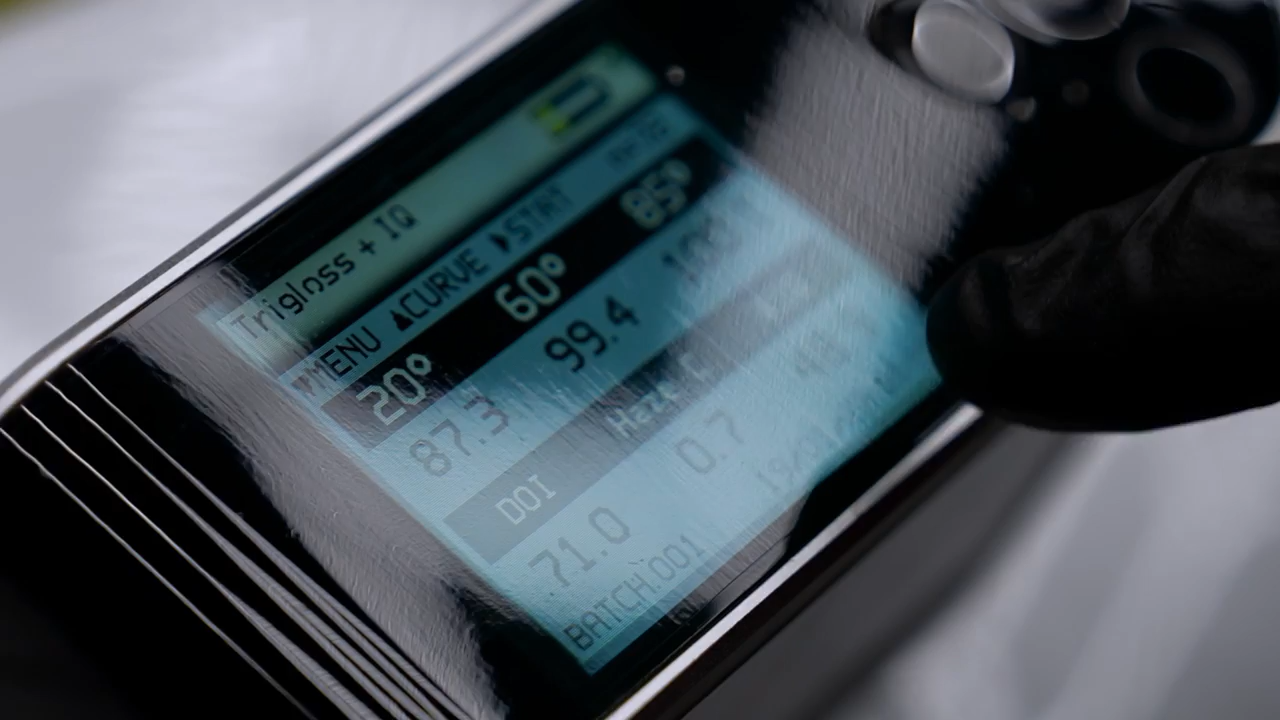 Trigloss + IQ
▼MENU ▲CURVE ▶STAT
20° 60° 85°
87.3 99.4
DOI Haze
71.0 0.7
BATCH:001